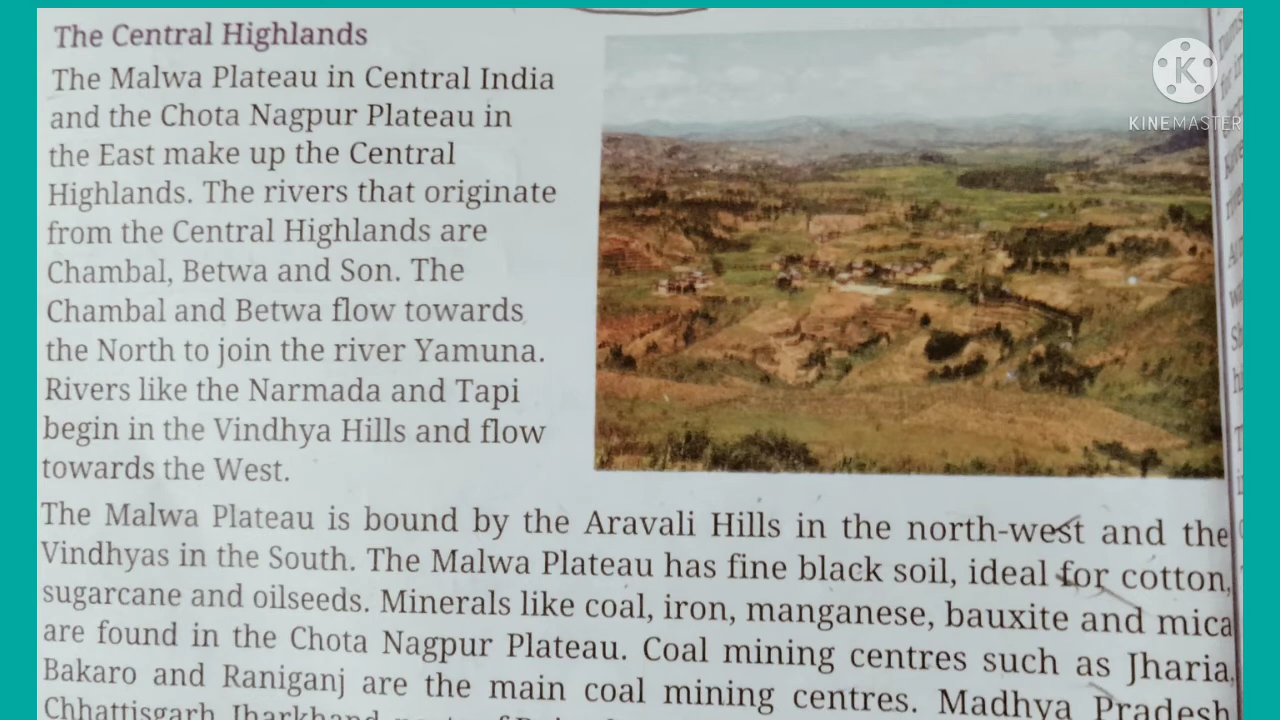 The Central Highlands
The Malwa Plateau in Central India
and the Chota Nagpur Plateau in
the East make up the Central
Highlands. The rivers that originate
from the Central Highlands are
Chambal, Betwa and Son. The
Chambal and Betwa flow towards
the North to join the river Yamuna.
Rivers like the Narmada and Tapi
begin in the Vindhya Hills and flow
towards the West.
The Malwa Plateau is bound by the Aravali Hills in the north-west and the
Vindhyas in the South. The Malwa Plateau has fine black soil, ideal for cotton,
sugarcane and oilseeds. Minerals like coal, iron, manganese, bauxite and mica
are found in the Chota Nagpur Plateau. Coal mining centres such as Jharia,
Bakaro and Raniganj are the main coal mining centres. Madhya Pradesh
Chhattisgarh, Jharkhand
K
KINEMASTER